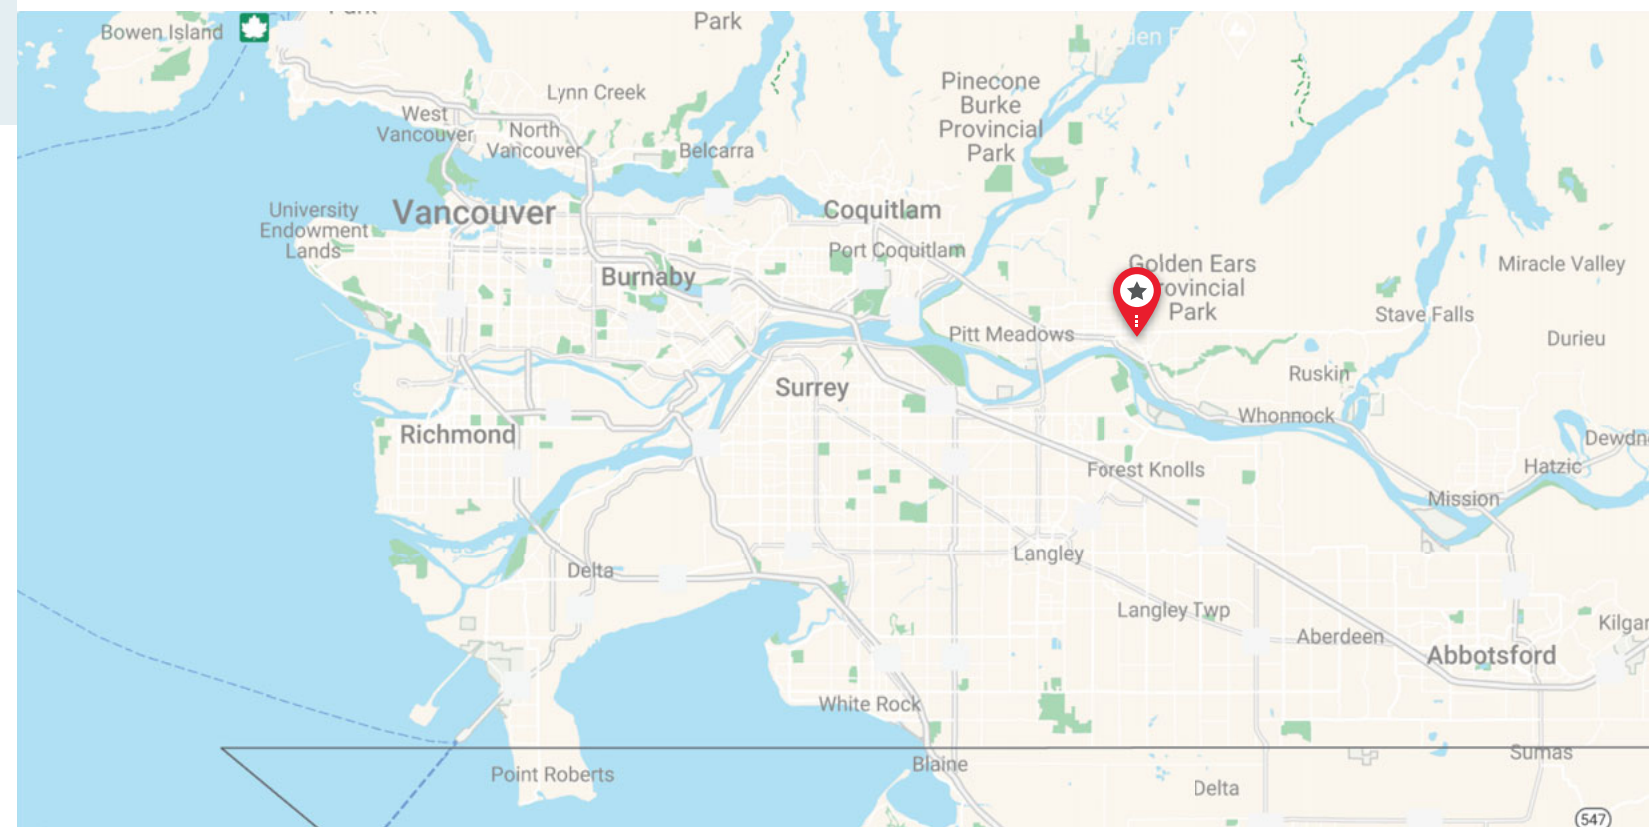 Park
Bowen Island
Park
Pinecone
Burke
Provincial
Park
Lynn Creek
West
Vancouver
North
Vancouver
Belcarra
University
Endowment
Lands
Vancouver
Coquitlam
Port Coquitlam
Burnaby
Golden Ears
rovincial
Park
Miracle Valley
Stave Falls
Pitt Meadows
Durieu
Surrey
Ruskin
Whonnock
Richmond
Dewdn
Hatzic
Forest Knolls
Mission
Langley
Delta
Langley Twp
Aberdeen
Kilgar
Abbotsford
White Rock
Sumas
Blaine
Point Roberts
Delta
547